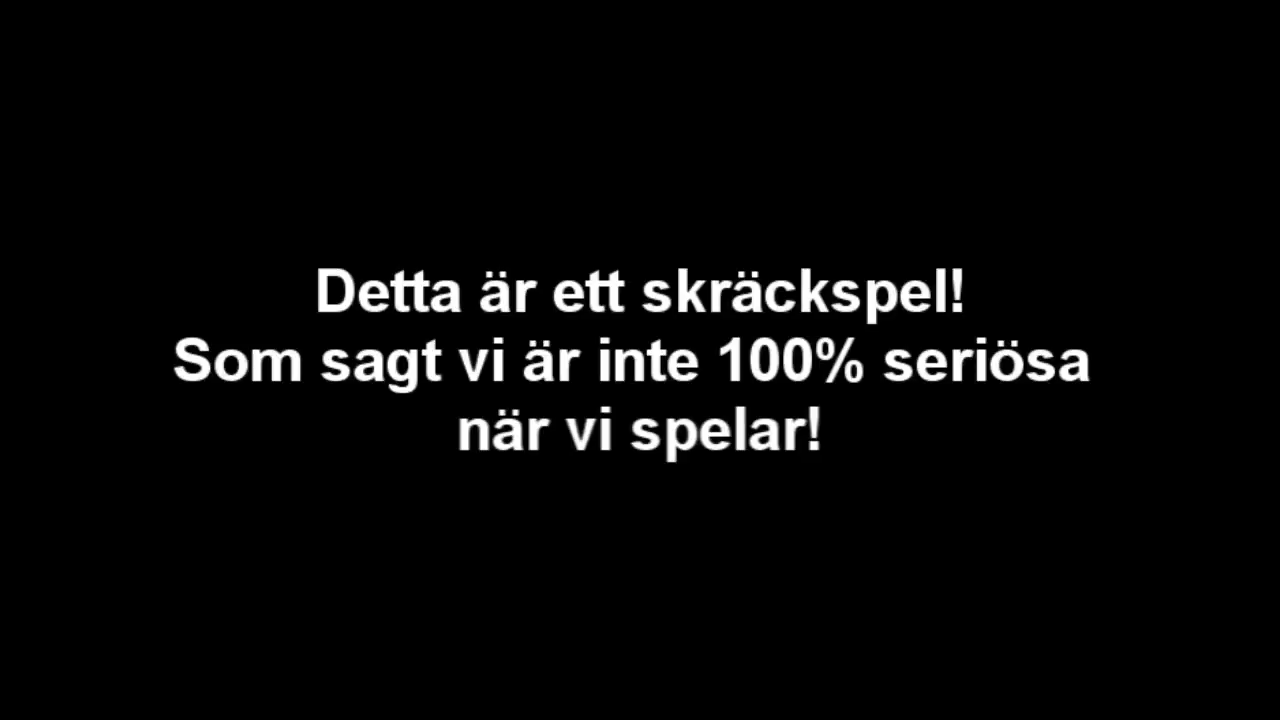 Detta är ett skräckspel!
Som sagt vi är inte 100% seriösa
när vi spelar!